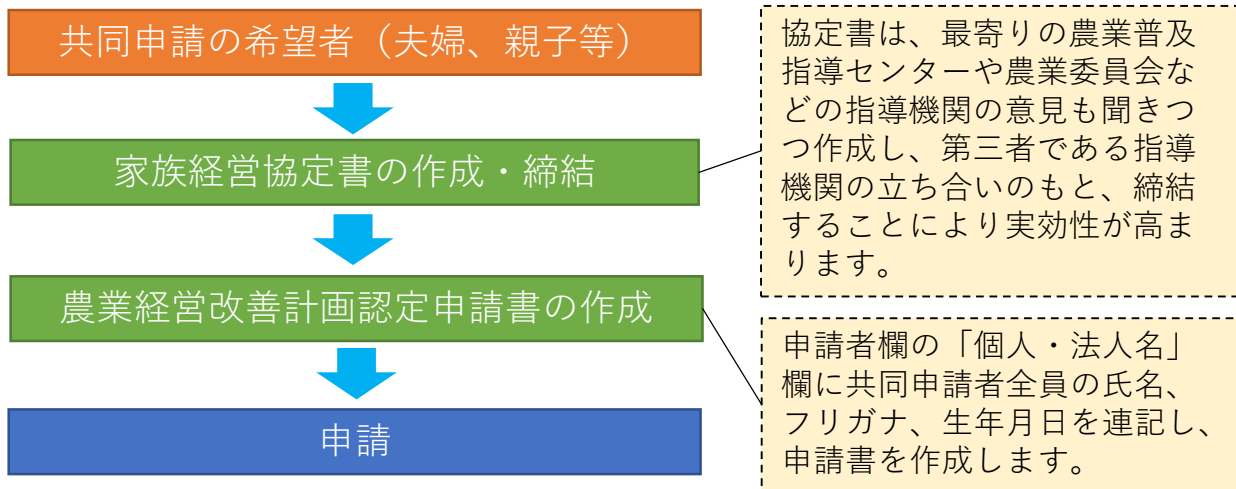 共同申請の希望者（夫婦、親子等）
家族経営協定書の作成・締結
農業経営改善計画認定申請書の作成
申請
協定書は、最寄りの農業普及
指導センターや農業委員会な
どの指導機関の意見も聞きつ
つ作成し、第三者である指導
機関の立ち合いのもと、締結
することにより実効性が高ま
ります。
申請者欄の「個人・法人名」
欄に共同申請者全員の氏名、
フリガナ、生年月日を連記し、
申請書を作成します。